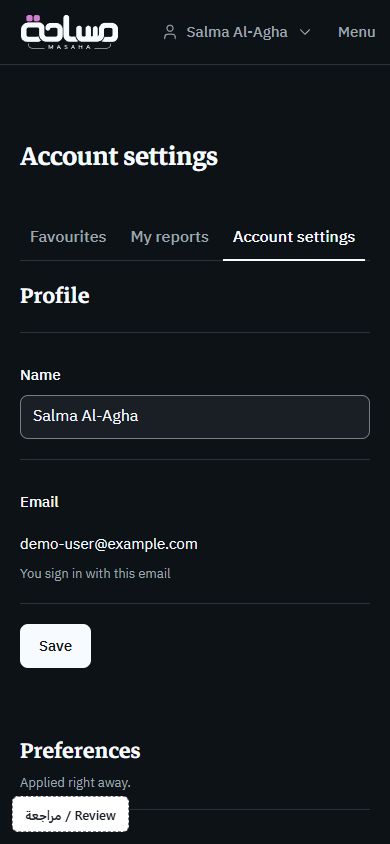 مساحة
MASAHA
Salma Al-Agha
Menu
Account settings
Favourites
My reports
Account settings
Profile
Name
Salma Al-Agha
Email
demo-user@example.com
You sign in with this email
Save
Preferences
Applied right away.
مراجعة / Review